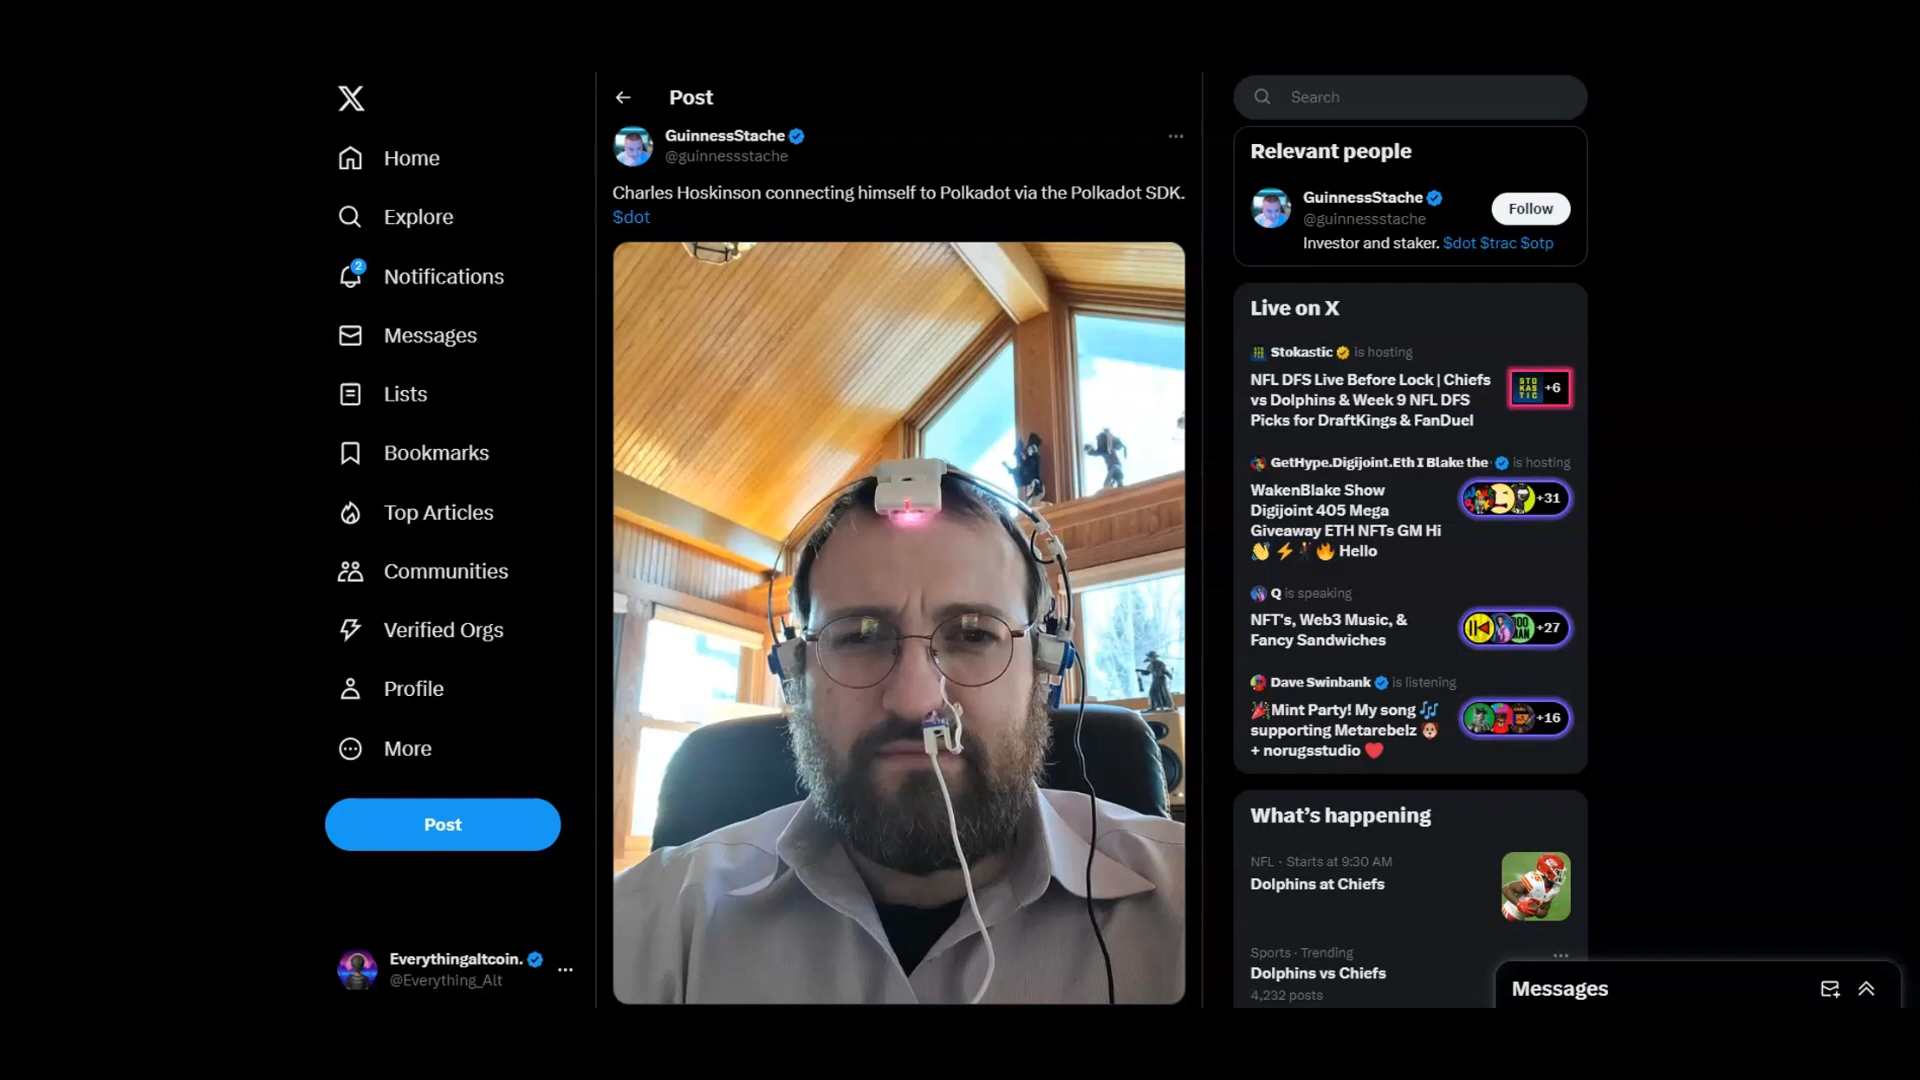 Home
Explore
2
Notifications
Messages
Lists
Bookmarks
Top Articles
Communities
Verified Orgs
Profile
More
Post
Everythingaltcoin.
@Everything_Alt
Post
GuinnessStache
@guinnessstache
Charles Hoskinson connecting himself to Polkadot via the Polkadot SDK.
$dot
Search
Relevant people
GuinnessStache
@guinnessstache
Follow
Investor and staker. $dot $trac $otp
Live on X
Stokastic is hosting
NFL DFS Live Before Lock | Chiefs
vs Dolphins & Week 9 NFL DFS
Picks for DraftKings & FanDuel
STO
KAS
TIC
+6
GetHype.Digijoint.Eth I Blake the is hosting
WakenBlake Show
Digijoint 405 Mega
Giveaway ETH NFTs GM Hi
👋 ⚡ 🕴 🔥 Hello
+31
Q is speaking
NFT's, Web3 Music, &
Fancy Sandwiches
+27
Dave Swinbank is listening
🎉Mint Party! My song 🎶
supporting Metarebelz 🐶
+ norugsstudio ❤️
+16
What's happening
NFL · Starts at 9:30 AM
Dolphins at Chiefs
Sports · Trending
Dolphins vs Chiefs
4,232 posts
Messages